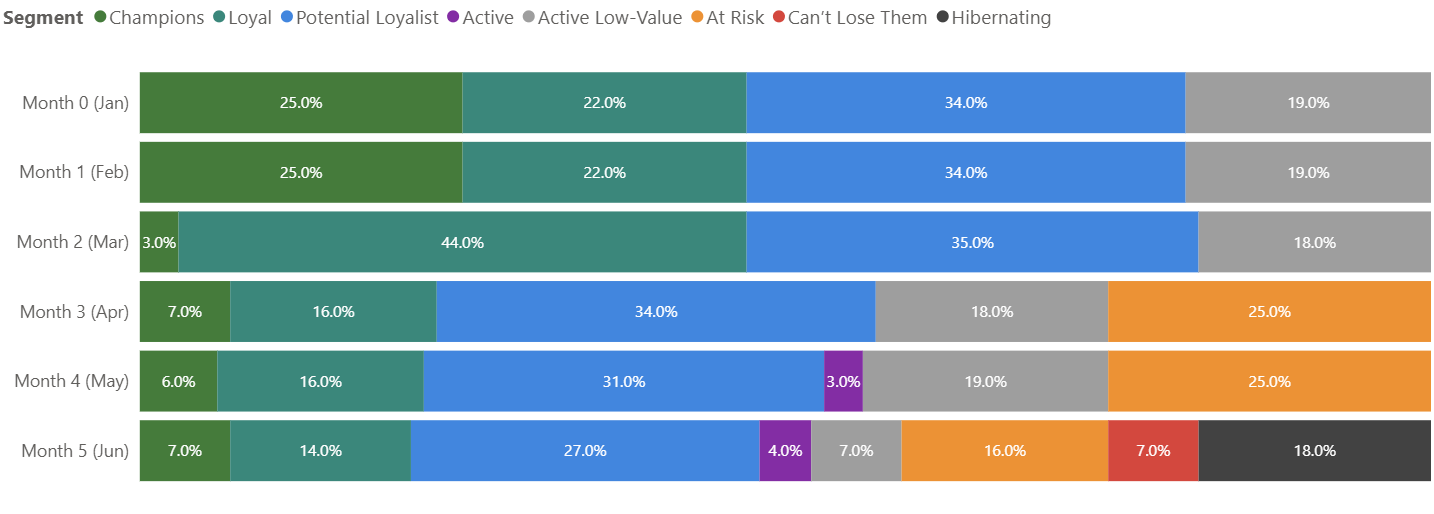 Segment Champions Loyal Potential Loyalist Active Active Low-Value At Risk Can’t Lose Them Hibernating
Month 0 (Jan) 25.0% 22.0% 34.0% 19.0%
Month 1 (Feb) 25.0% 22.0% 34.0% 19.0%
Month 2 (Mar) 3.0% 44.0% 35.0% 18.0%
Month 3 (Apr) 7.0% 16.0% 34.0% 18.0% 25.0%
Month 4 (May) 6.0% 16.0% 31.0% 3.0% 19.0% 25.0%
Month 5 (Jun) 7.0% 14.0% 27.0% 4.0% 7.0% 16.0% 7.0% 18.0%